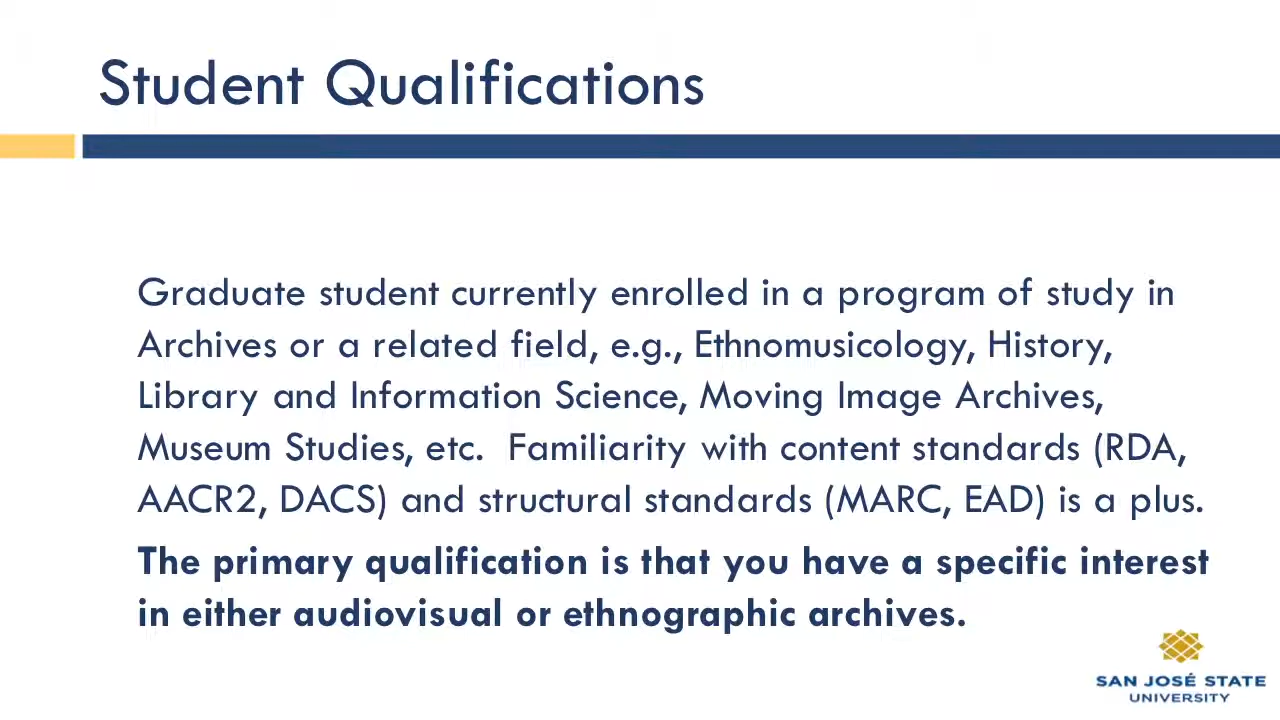 Student Qualifications
Graduate student currently enrolled in a program of study in
Archives or a related field, e.g., Ethnomusicology, History,
Library and Information Science, Moving Image Archives,
Museum Studies, etc.  Familiarity with content standards (RDA,
AACR2, DACS) and structural standards (MARC, EAD) is a plus.
The primary qualification is that you have a specific interest
in either audiovisual or ethnographic archives.
SAN JOSÉ STATE
UNIVERSITY